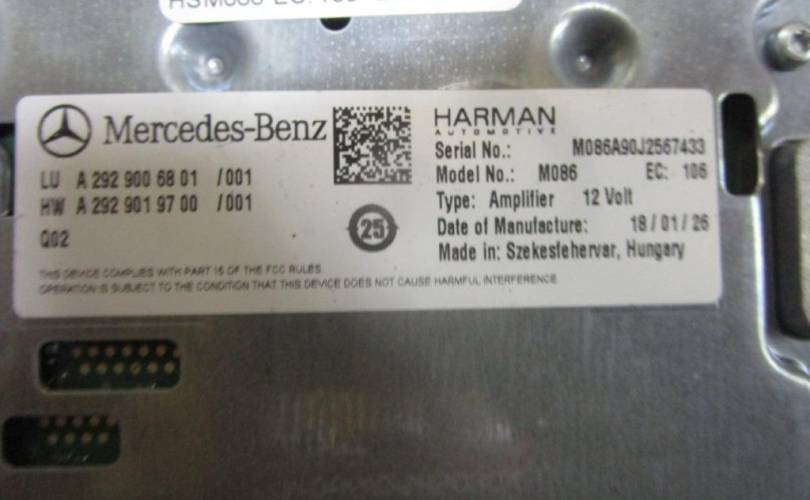 Mercedes-Benz
LU A 292 900 68 01 /001
HW A 292 901 97 00 /001
Q02
25
HARMAN
AUTOMOTIVE
Serial No.: M086A90J2567433
Model No.: M086 EC: 106
Type: Amplifier 12 Volt
Date of Manufacture: 18/01/26
Made in: Szekesfehervar, Hungary
THIS DEVICE COMPLIES WITH PART 15 OF THE FCC RULES.
OPERATION IS SUBJECT TO THE CONDITION THAT THIS DEVICE DOES NOT CAUSE HARMFUL INTERFERENCE